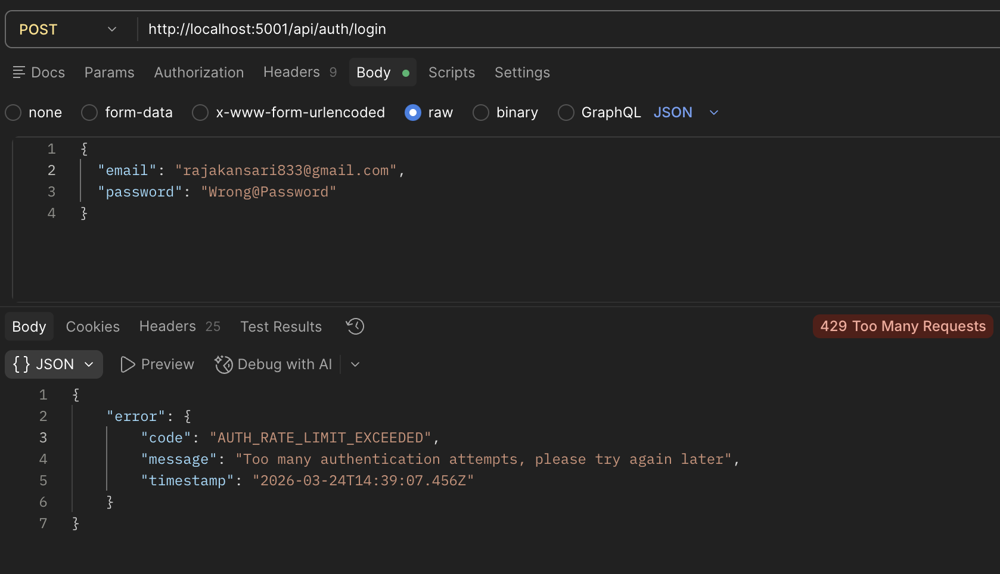 POST http://localhost:5001/api/auth/login
Docs Params Authorization Headers 9 Body Scripts Settings
none form-data x-www-form-urlencoded raw binary GraphQL JSON
1 {
2 "email": "rajakansari833@gmail.com",
3 "password": "Wrong@Password"
4 }
Body Cookies Headers 25 Test Results 429 Too Many Requests
{} JSON Preview Debug with AI
1 {
2 "error": {
3 "code": "AUTH_RATE_LIMIT_EXCEEDED",
4 "message": "Too many authentication attempts, please try again later",
5 "timestamp": "2026-03-24T14:39:07.456Z"
6 }
7 }